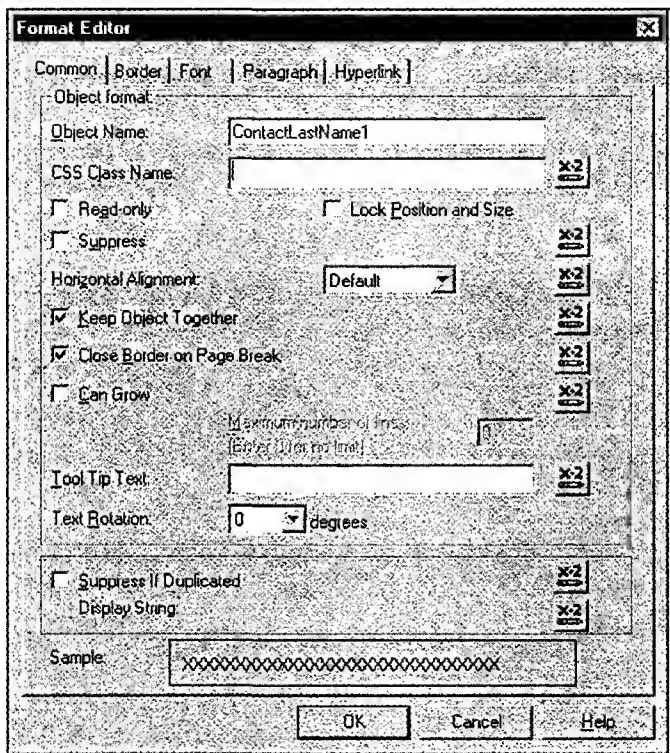 Format Editor
Common Border Font Paragraph Hyperlink
Object format:
Object Name: ContactLastName1
CSS Class Name:
Read-only Lock Position and Size
Suppress
Horizontal Alignment: Default
Keep Object Together
Close Border on Page Break
Can Grow
Maximum number of lines:
(Enter 0 for no limit)
Tool Tip Text:
Text Rotation: 0 degrees
Suppress If Duplicated
Display String:
Sample: XXXXXXXXXXXXXXXXXXXXXXXXXXXXXX
OK Cancel Help